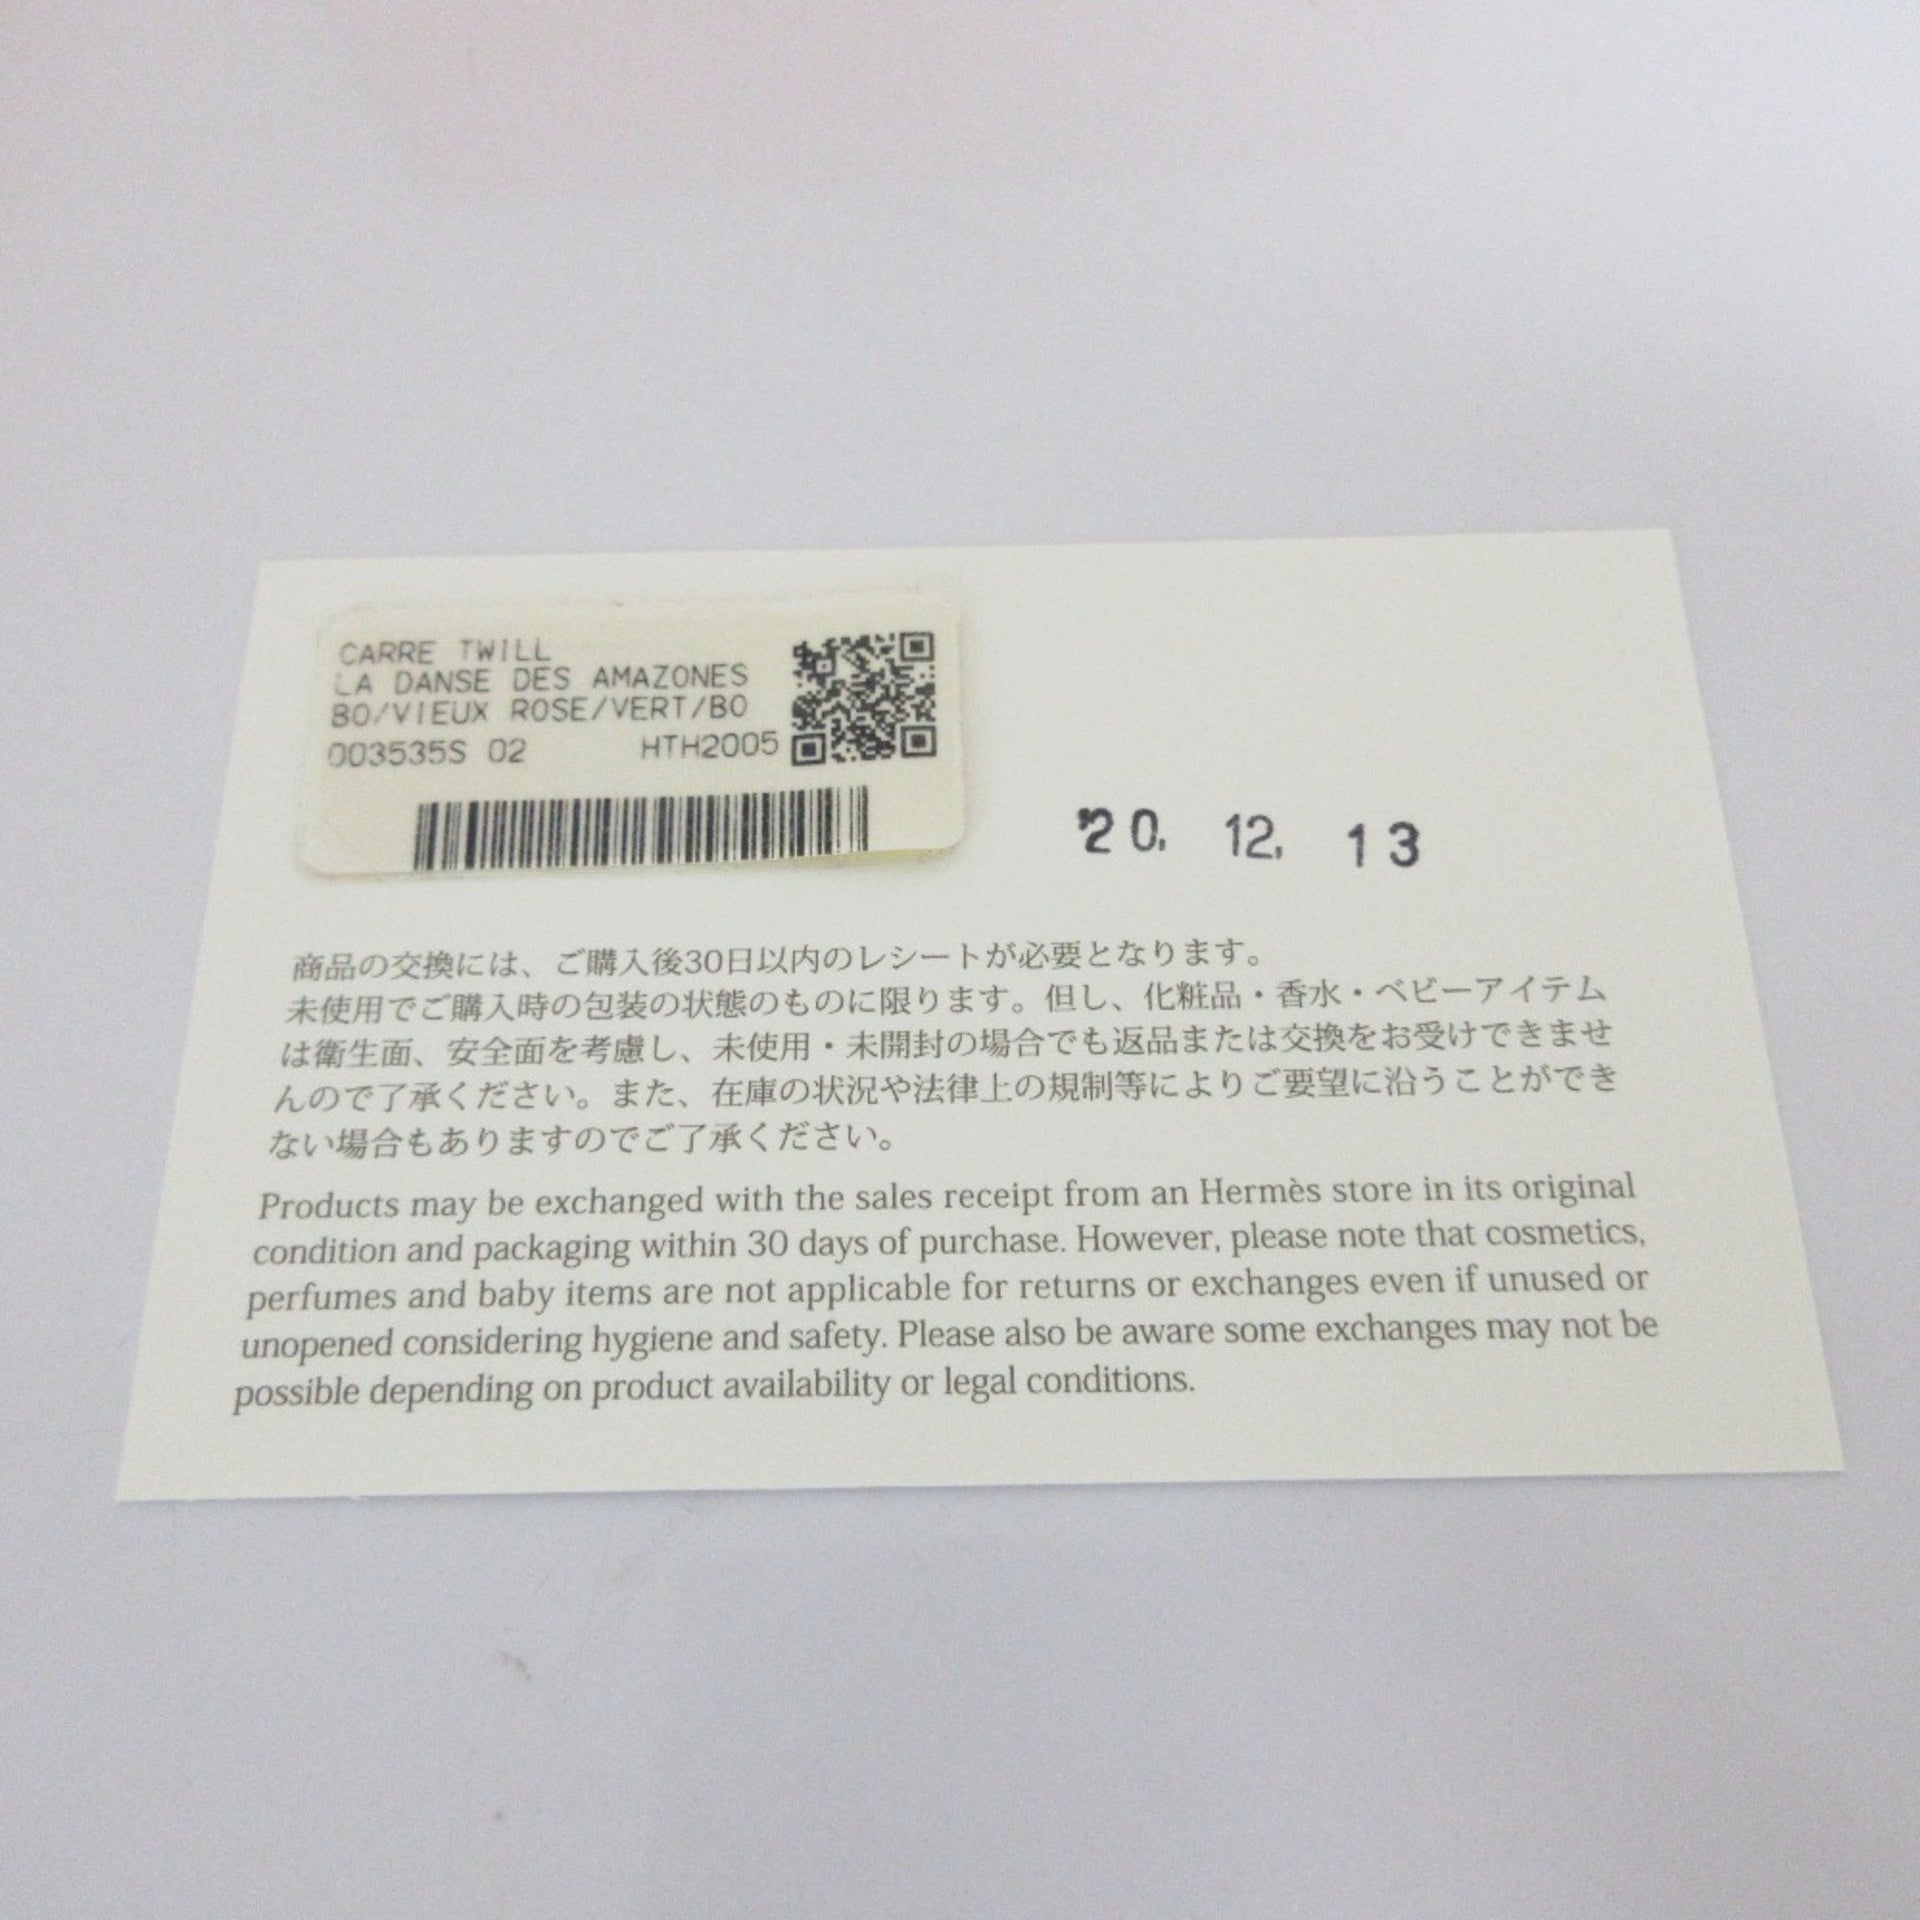 CARRE TWILL
LA DANSE DES AMAZONES
BO/VIEUX ROSE/VERT/BO
003535S 02 HTH2005
'20. 12. 13
商品の交換には、ご購入後30日以内のレシートが必要となります。
未使用でご購入時の包装の状態のものに限ります。但し、化粧品・香水・ベビーアイテム
は衛生面、安全面を考慮し、未使用・未開封の場合でも返品または交換をお受けできませ
んので了承ください。また、在庫の状況や法律上の規制等によりご要望に沿うことができ
ない場合もありますのでご了承ください。
Products may be exchanged with the sales receipt from an Hermès store in its original
condition and packaging within 30 days of purchase. However, please note that cosmetics,
perfumes and baby items are not applicable for returns or exchanges even if unused or
unopened considering hygiene and safety. Please also be aware some exchanges may not be
possible depending on product availability or legal conditions.